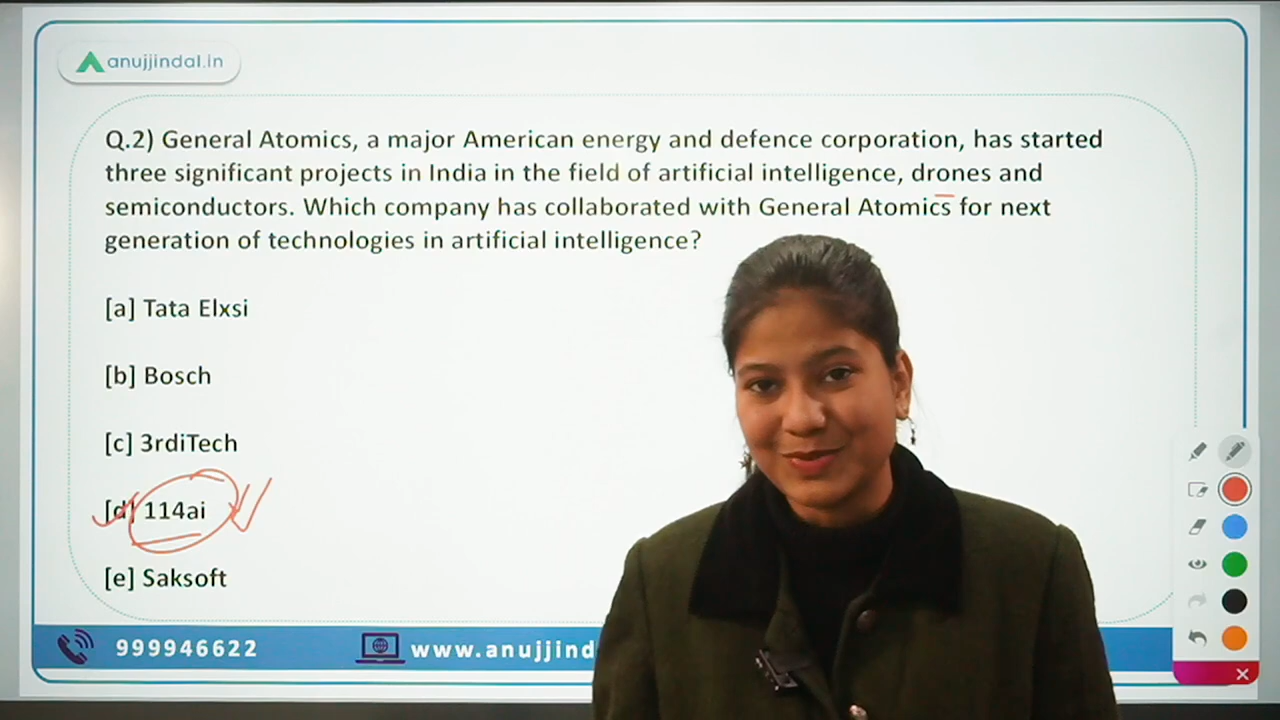 anujjindal.in
Q.2) General Atomics, a major American energy and defence corporation, has started
three significant projects in India in the field of artificial intelligence, drones and
semiconductors. Which company has collaborated with General Atomics for next
generation of technologies in artificial intelligence?
[a] Tata Elxsi
[b] Bosch
[c] 3rdiTech
[d] 114ai
[e] Saksoft
999946622
www.anujjind